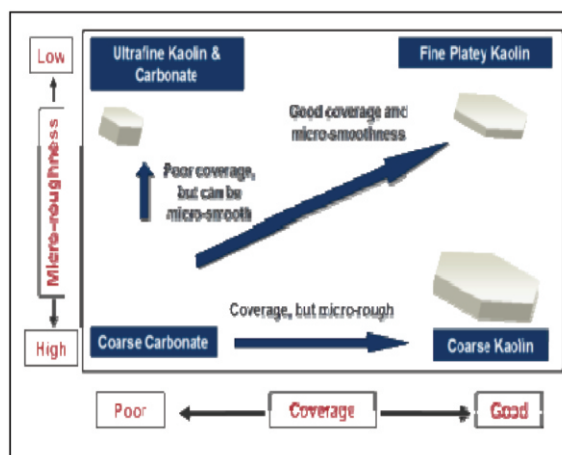 Low
Ultrafine Kaolin &
Carbonate
Fine Platey Kaolin
Good coverage and
micro-smoothness
Poor coverage,
but can be
micro-smooth
Micro-roughness
Coverage, but micro-rough
High
Coarse Carbonate
Coarse Kaolin
Poor
Coverage
Good